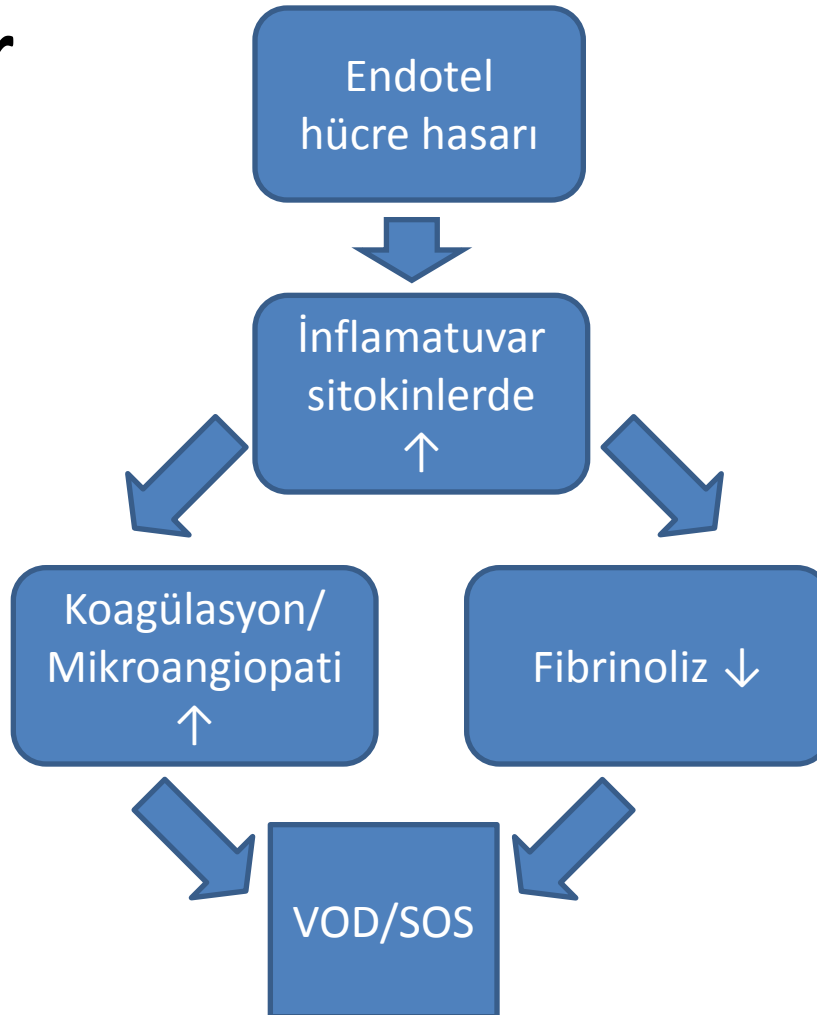 r
Endotel
hücre hasarı
İnflamatuvar
sitokinlerde
↑
Koagülasyon/
Mikroangiopati
↑
Fibrinoliz ↓
VOD/SOS